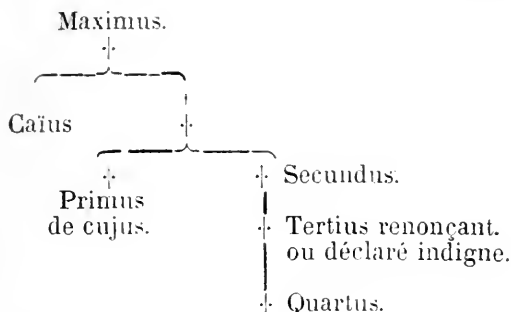 Maximus.
Caïus
Primus
de cujus.
Secundus.
Tertius renonçant.
ou déclaré indigne.
Quartus.